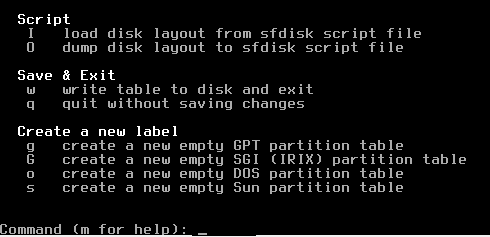 Script
I   load disk layout from sfdisk script file
O   dump disk layout to sfdisk script file
Save & Exit
w   write table to disk and exit
q   quit without saving changes
Create a new label
g   create a new empty GPT partition table
G   create a new empty SGI (IRIX) partition table
o   create a new empty DOS partition table
s   create a new empty Sun partition table
Command (m for help): _